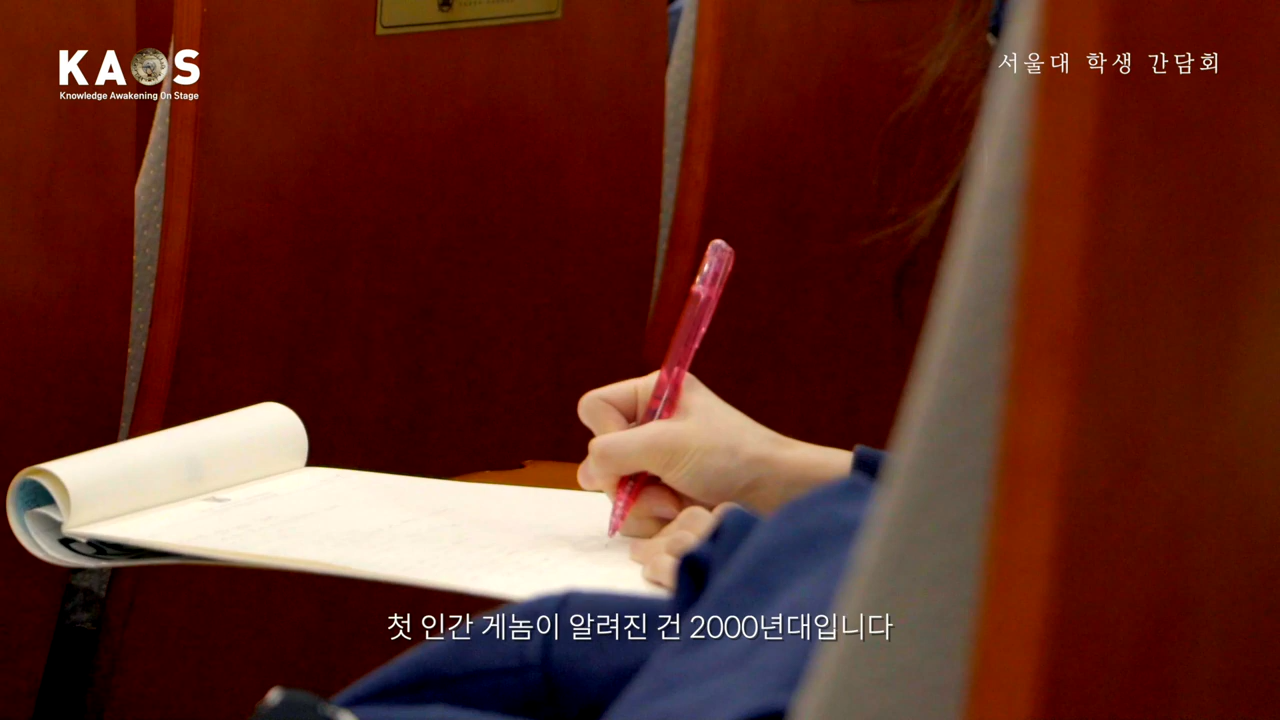 KAOS
Knowledge Awakening On Stage
서울대 학생 간담회
첫 인간 게놈이 알려진 건 2000년대입니다